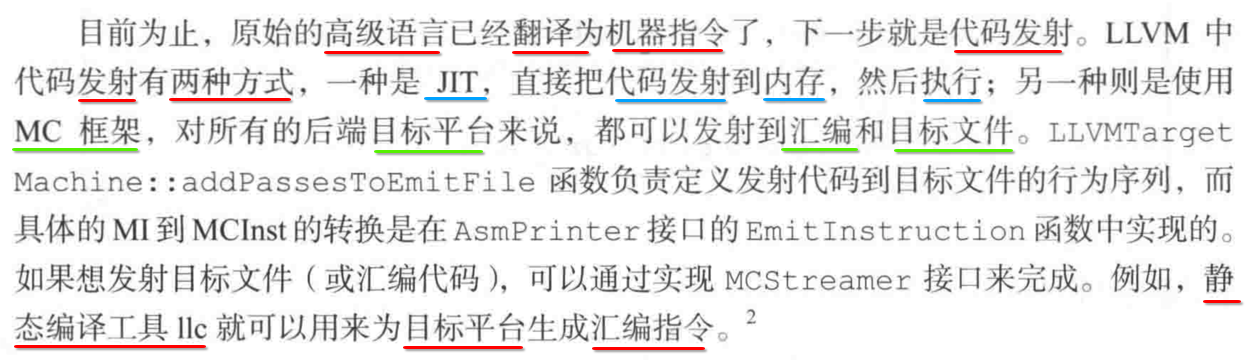 目前为止，原始的高级语言已经翻译为机器指令了，下一步就是代码发射。LLVM 中
代码发射有两种方式，一种是 JIT，直接把代码发射到内存，然后执行；另一种则是使用
MC 框架，对所有的后端目标平台来说，都可以发射到汇编和目标文件。LLVMTarget
Machine::addPassesToEmitFile 函数负责定义发射代码到目标文件的行为序列，而
具体的 MI 到 MCInst 的转换是在 AsmPrinter 接口的 EmitInstruction 函数中实现的。
如果想发射目标文件（或汇编代码），可以通过实现 MCStreamer 接口来完成。例如，静
态编译工具 llc 就可以用来为目标平台生成汇编指令。2